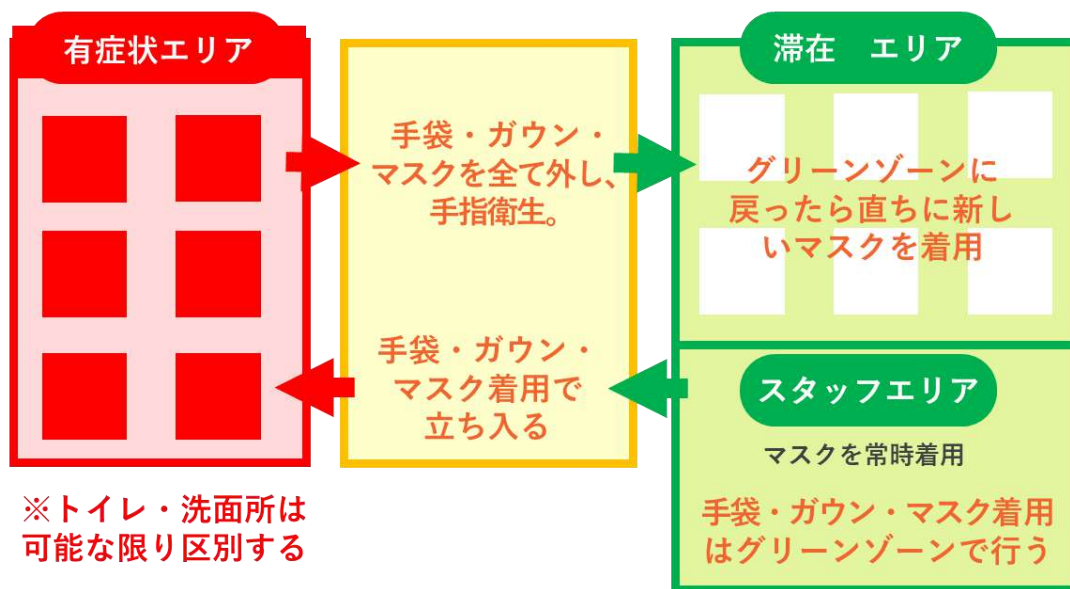 有症状エリア
手袋・ガウン・
マスクを全て外し、
手指衛生。
滞在　エリア
グリーンゾーンに
戻ったら直ちに新し
いマスクを着用
手袋・ガウン・
マスク着用で
立ち入る
スタッフエリア
マスクを常時着用
手袋・ガウン・マスク着用
はグリーンゾーンで行う
※トイレ・洗面所は
可能な限り区別する